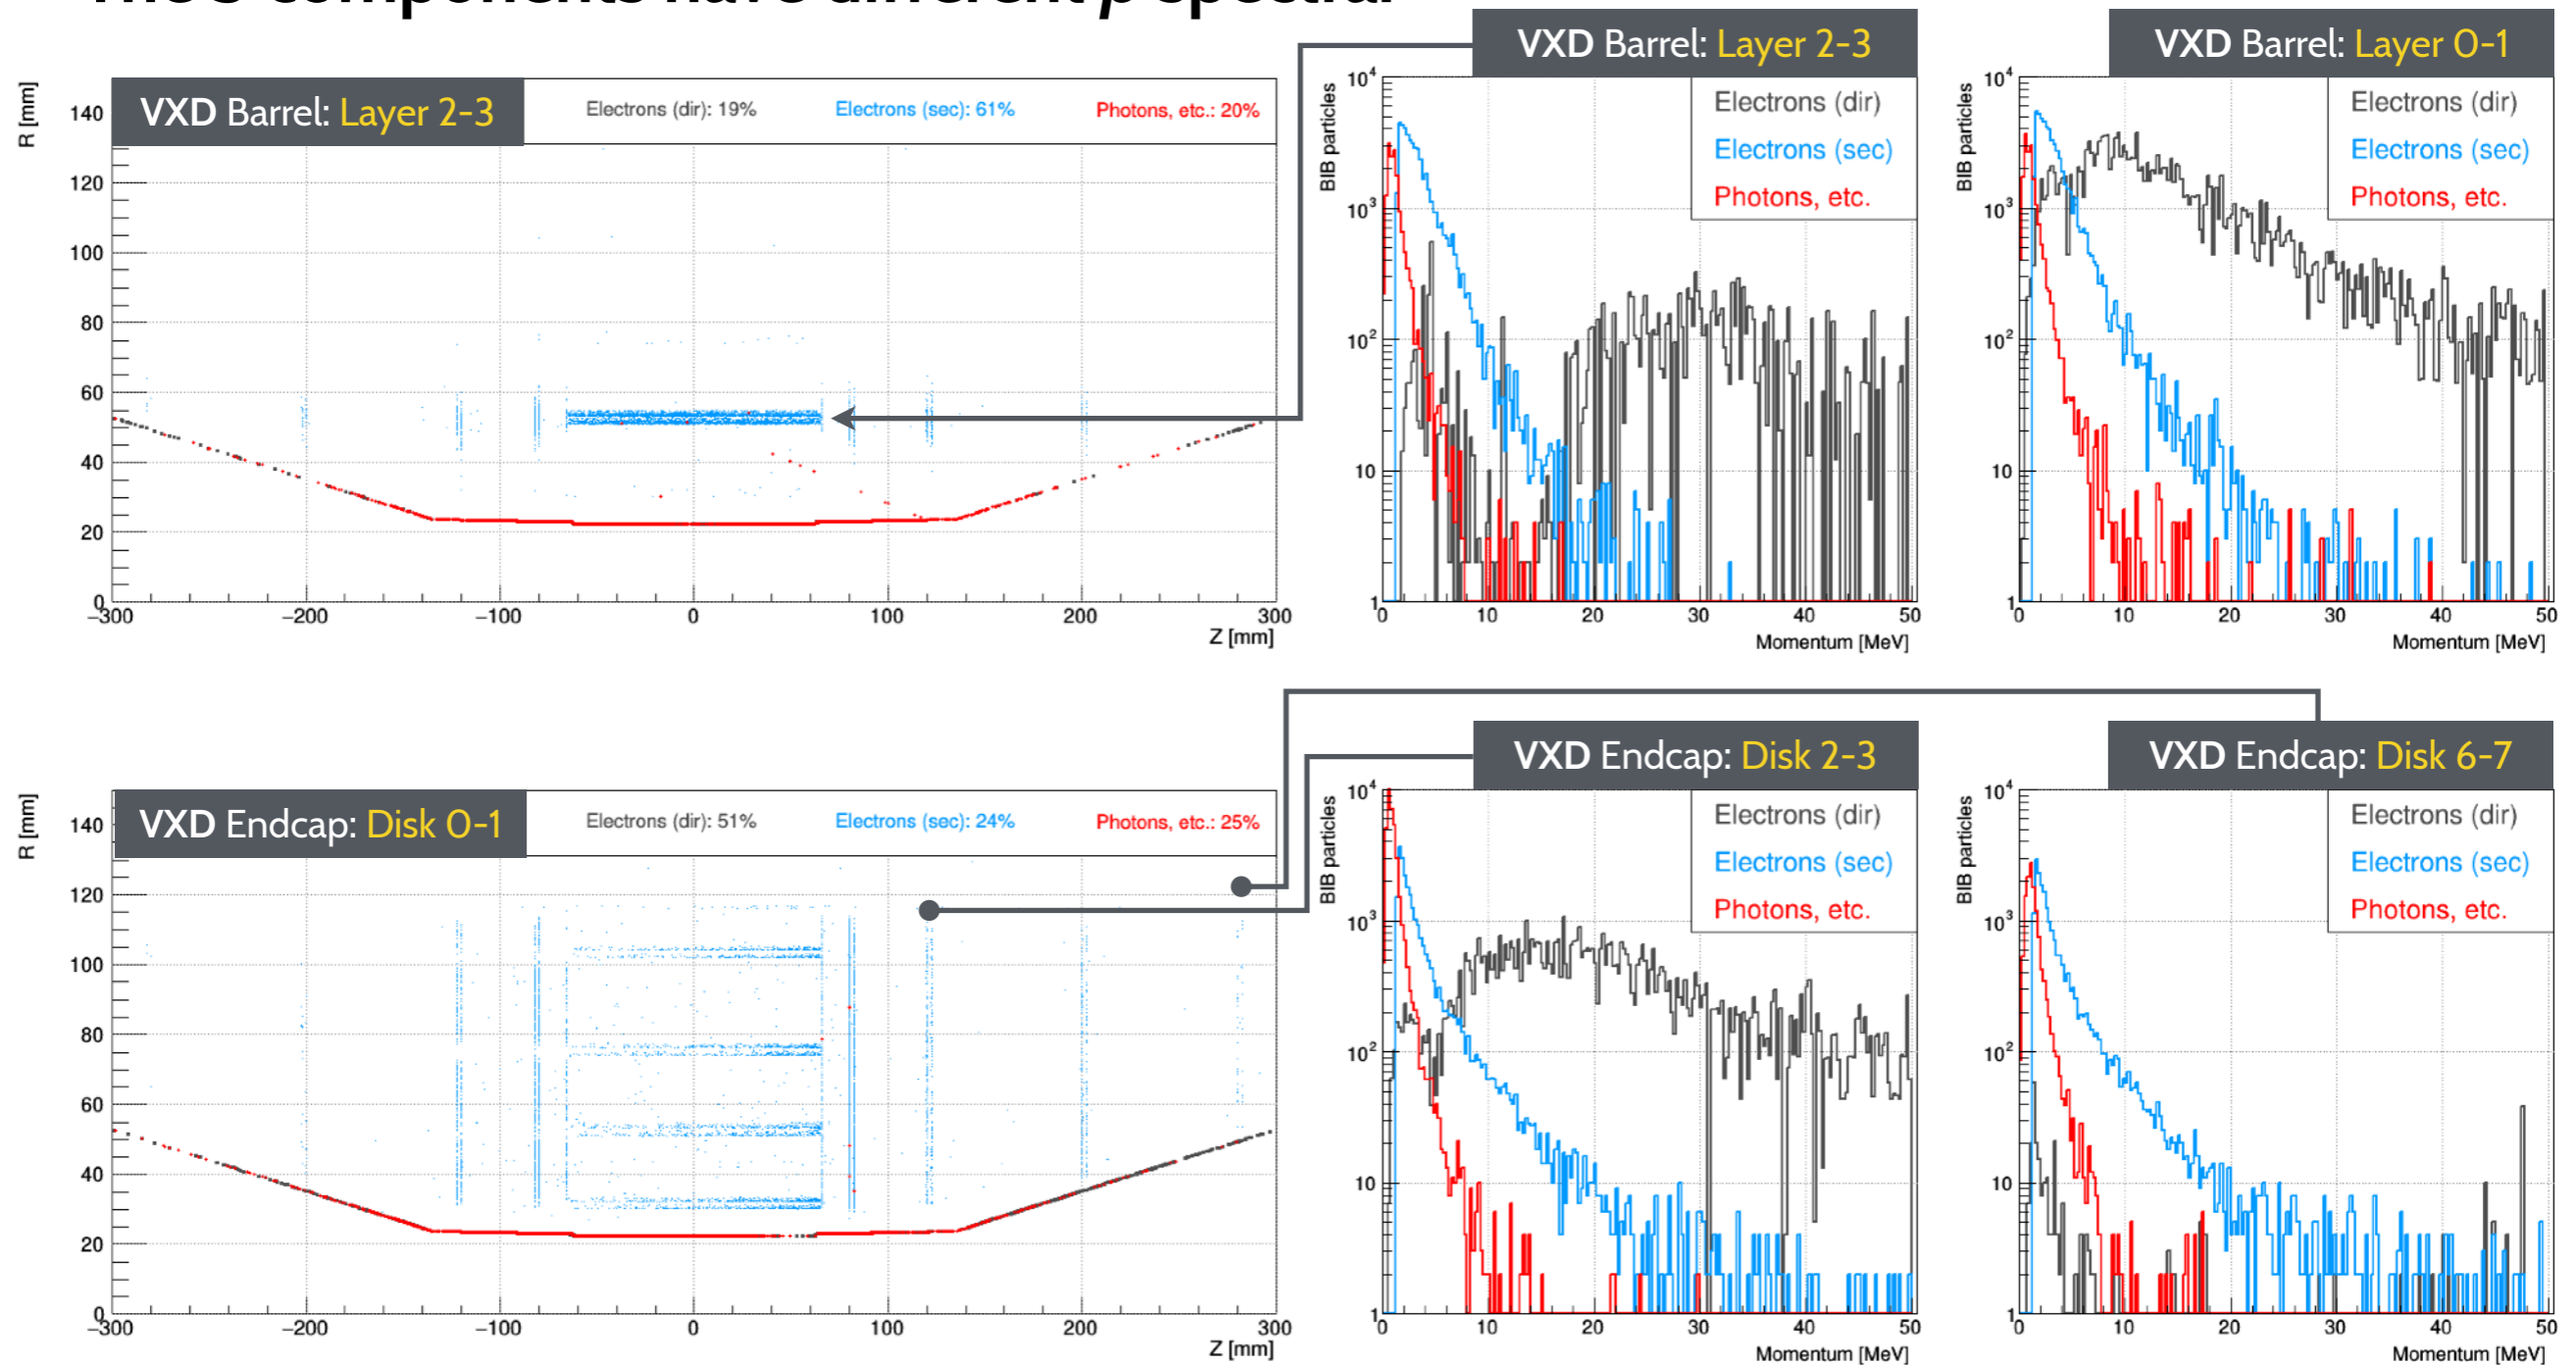 components have different p spectra:
VXD Barrel: Layer 2-3
VXD Barrel: Layer 0-1
R [mm]
VXD Barrel: Layer 2-3
Electrons (dir): 19%
Electrons (sec): 61%
Photons, etc.: 20%
140
120
100
80
60
40
20
0
−300
−200
−100
0
100
200
300
Z [mm]
BIB particles
10⁴
10³
10²
10
1
Electrons (dir)
Electrons (sec)
Photons, etc.
0
10
20
30
40
50
Momentum [MeV]
BIB particles
10⁴
10³
10²
10
1
Electrons (dir)
Electrons (sec)
Photons, etc.
0
10
20
30
40
50
Momentum [MeV]
VXD Endcap: Disk 2-3
VXD Endcap: Disk 6-7
R [mm]
VXD Endcap: Disk 0-1
Electrons (dir): 51%
Electrons (sec): 24%
Photons, etc.: 25%
140
120
100
80
60
40
20
0
−300
−200
−100
0
100
200
300
Z [mm]
BIB particles
10⁴
10³
10²
10
1
Electrons (dir)
Electrons (sec)
Photons, etc.
0
10
20
30
40
50
Momentum [MeV]
BIB particles
10⁴
10³
10²
10
1
Electrons (dir)
Electrons (sec)
Photons, etc.
0
10
20
30
40
50
Momentum [MeV]